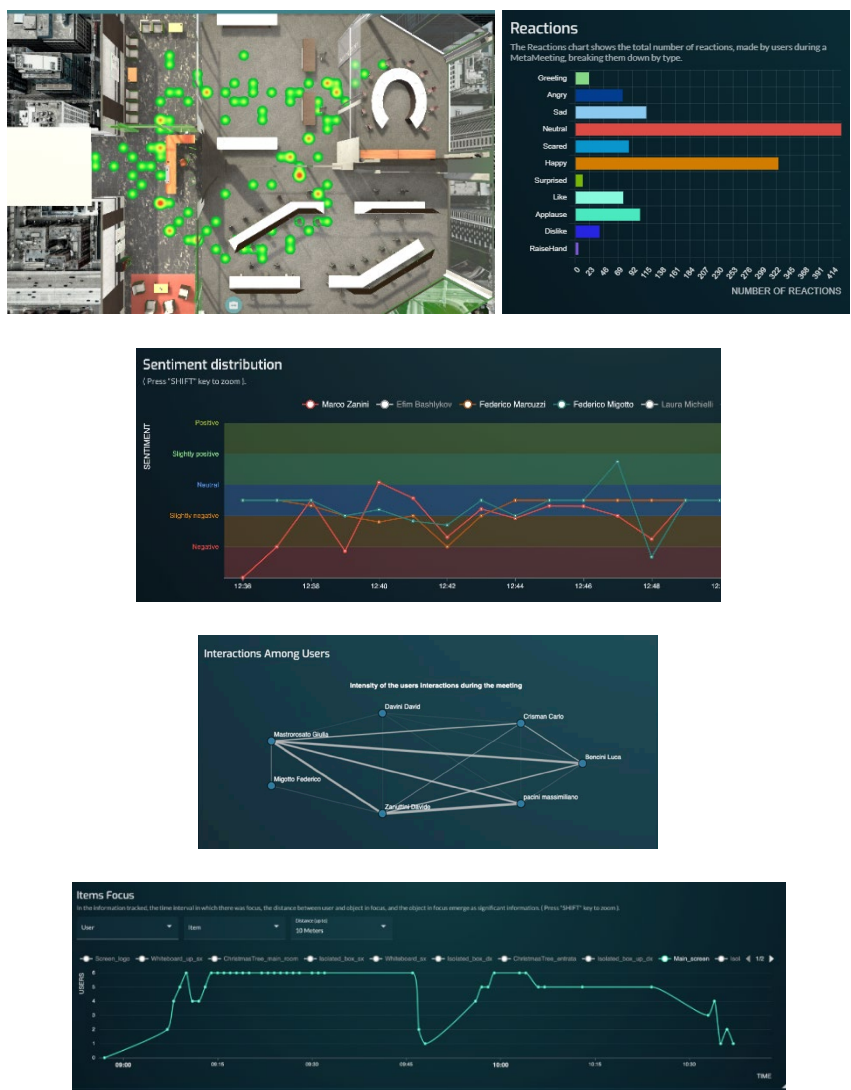 Reactions
The Reactions chart shows the total number of reactions, made by users during a
MetaMeeting, breaking them down by type.
Greeting
Angry
Sad
Neutral
Scared
Happy
Surprised
Like
Applause
Dislike
RaiseHand
0 23 46 69 92 115 138 161 184 207 230 253 276 299 322 345 368 391 414
NUMBER OF REACTIONS
Sentiment distribution
( Press "SHIFT" key to zoom ).
Marco Zanini Efim Bashlykov Federico Marcuzzi Federico Migotto Laura Michielli
SENTIMENT
Positive
Slightly positive
Neutral
Slightly negative
Negative
12:36 12:38 12:40 12:42 12:44 12:46 12:48 12:
Interactions Among Users
Intensity of the users Interactions during the meeting
Davini David
Crisman Carlo
Mastrorosato Giulia
Sencini Luca
Migotto Federico
pacini massimiliano
Zanuttini Davide
Items Focus
In the information tracked, the time interval in which there was focus, the distance between user and object in focus, and the object in focus emerge as significant information. ( Press "SHIFT" key to zoom ).
User Item Distance (up to)
10 Meters
Screen_logo Whiteboard_up_sx ChristmasTree_main_room Isolated_box_sx Whiteboard_sx Isolated_box_dx ChristmasTree_entrata Isolated_box_up_dx Main_screen Isol 1/2
USERS
6
5
4
3
2
1
0
09:00 09:15 09:30 09:45 10:00 10:15 10:30
TIME